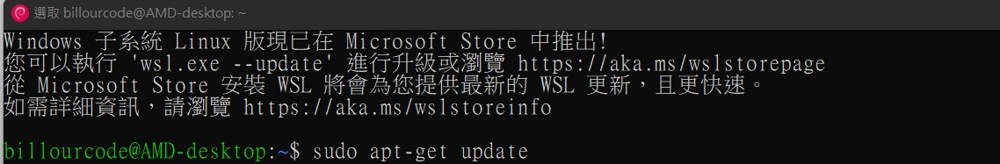 選取 billourcode@AMD-desktop: ~
Windows 子系統 Linux 版現已在 Microsoft Store 中推出!
您可以執行 'wsl.exe --update' 進行升級或瀏覽 https://aka.ms/wslstorepage
從 Microsoft Store 安裝 WSL 將會為您提供最新的 WSL 更新，且更快速。
如需詳細資訊，請瀏覽 https://aka.ms/wslstoreinfo
billourcode@AMD-desktop:~$ sudo apt-get update